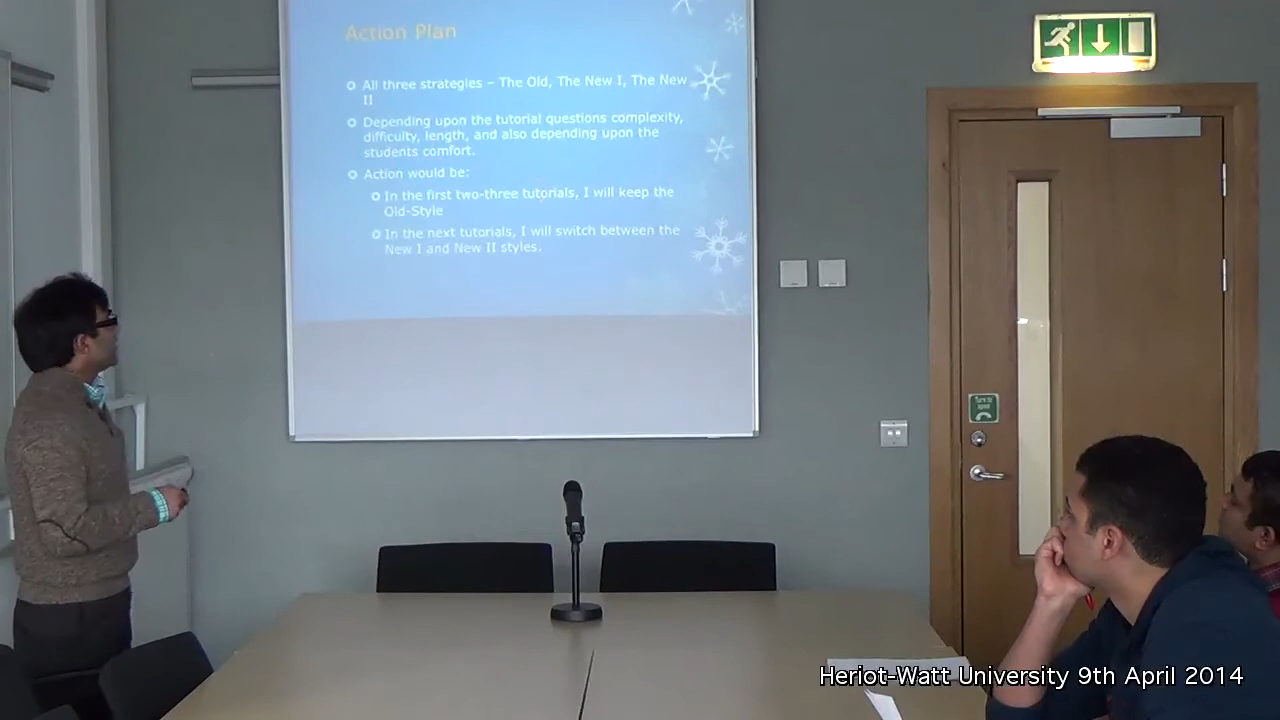 Action Plan
All three strategies – The Old, The New I, The New
II
Depending upon the tutorial questions complexity,
difficulty, length, and also depending upon the
students comfort.
Action would be:
In the first two-three tutorials, I will keep the
Old-Style
In the next tutorials, I will switch between the
New I and New II styles.
Turn to
open
Heriot-Watt University 9th April 2014